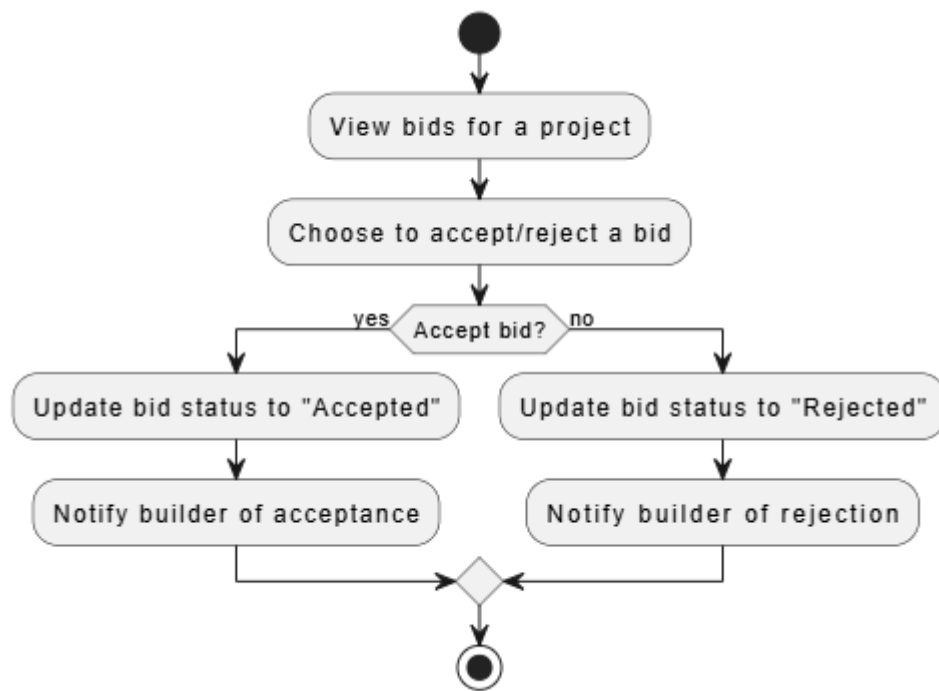 View bids for a project
Choose to accept/reject a bid
yes
Accept bid?
no
Update bid status to "Accepted"
Update bid status to "Rejected"
Notify builder of acceptance
Notify builder of rejection